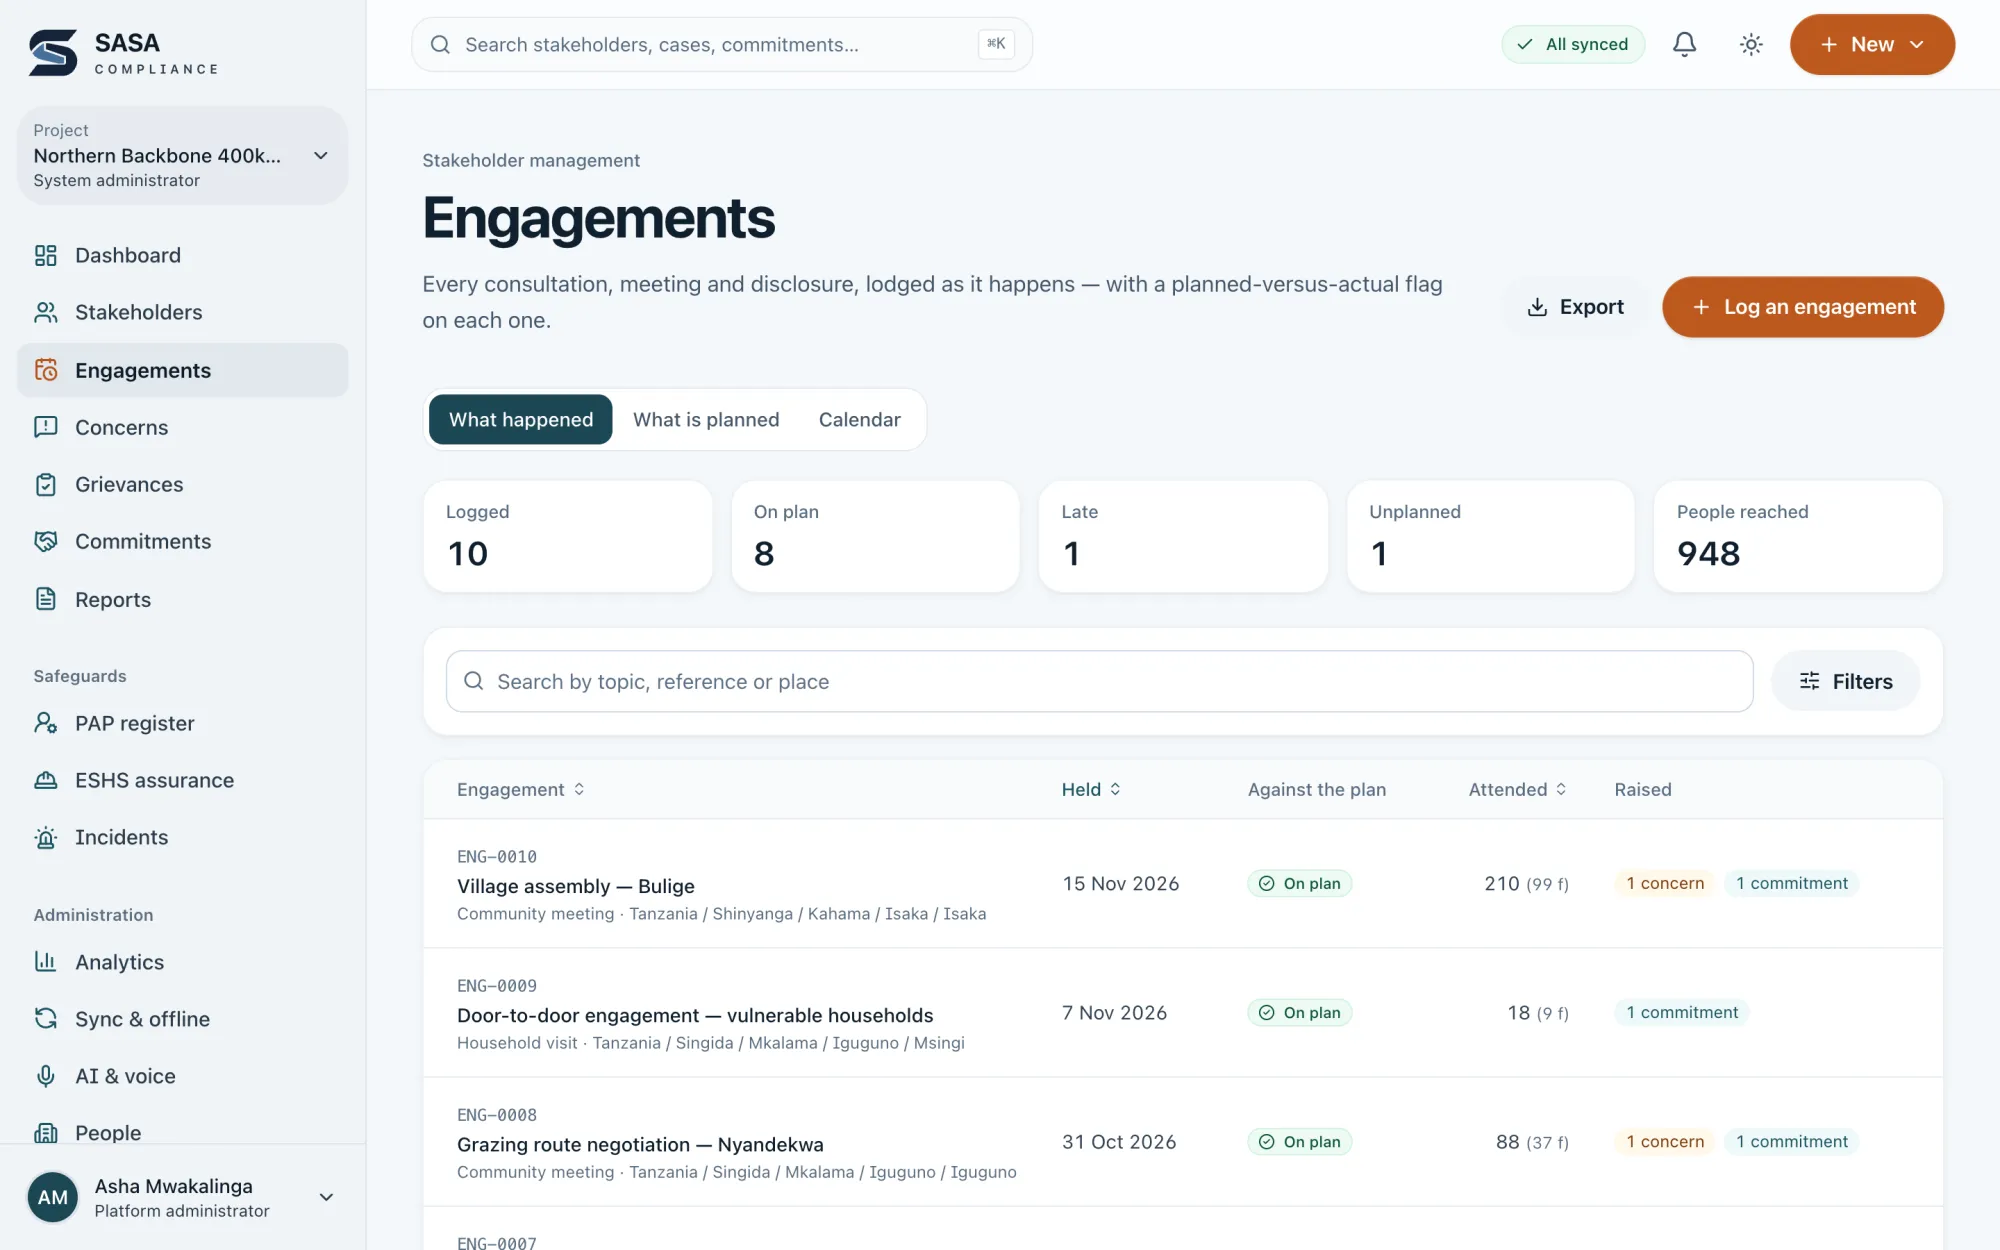 SASA
COMPLIANCE
Project
Northern Backbone 400k...
System administrator
Dashboard
Stakeholders
Engagements
Concerns
Grievances
Commitments
Reports
Safeguards
PAP register
ESHS assurance
Incidents
Administration
Analytics
Sync & offline
AI & voice
People
AM
Asha Mwakalinga
Platform administrator
Search stakeholders, cases, commitments...
⌘K
All synced
New
Stakeholder management
Engagements
Every consultation, meeting and disclosure, lodged as it happens — with a planned-versus-actual flag
on each one.
Export
Log an engagement
What happened
What is planned
Calendar
Logged
10
On plan
8
Late
1
Unplanned
1
People reached
948
Search by topic, reference or place
Filters
Engagement
Held
Against the plan
Attended
Raised
ENG-0010
Village assembly — Bulige
Community meeting · Tanzania / Shinyanga / Kahama / Isaka / Isaka
15 Nov 2026
On plan
210 (99 f)
1 concern
1 commitment
ENG-0009
Door-to-door engagement — vulnerable households
Household visit · Tanzania / Singida / Mkalama / Iguguno / Msingi
7 Nov 2026
On plan
18 (9 f)
1 commitment
ENG-0008
Grazing route negotiation — Nyandekwa
Community meeting · Tanzania / Singida / Mkalama / Iguguno / Iguguno
31 Oct 2026
On plan
88 (37 f)
1 concern
1 commitment
ENG-0007